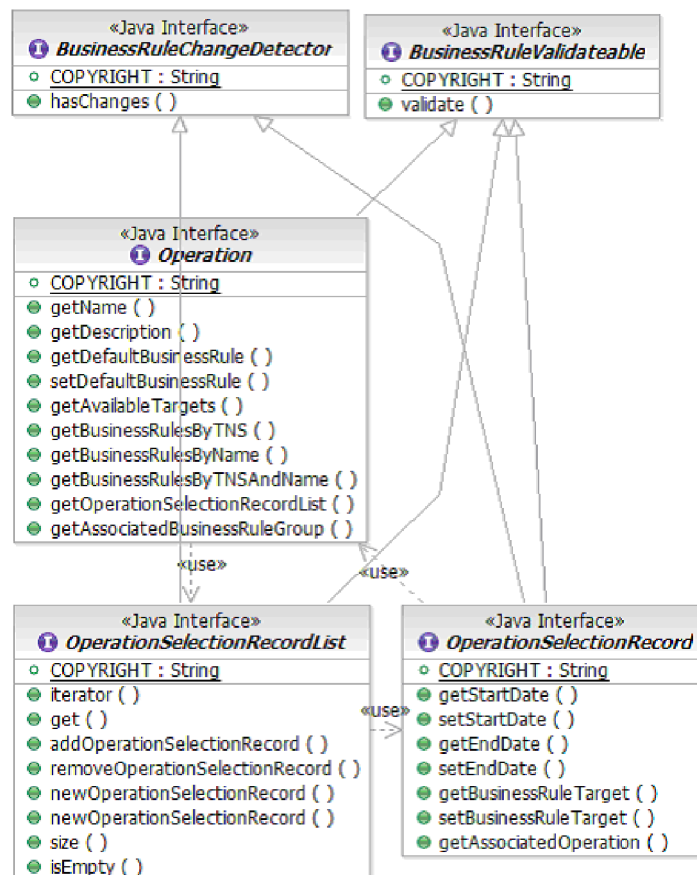 «Java Interface»
BusinessRuleChangeDetector
COPYRIGHT : String
hasChanges ( )
«Java Interface»
BusinessRuleValidateable
COPYRIGHT : String
validate ( )
«Java Interface»
Operation
COPYRIGHT : String
getName ( )
getDescription ( )
getDefaultBusinessRule ( )
setDefaultBusinessRule ( )
getAvailableTargets ( )
getBusinessRulesByTNS ( )
getBusinessRulesByName ( )
getBusinessRulesByTNSAndName ( )
getOperationSelectionRecordList ( )
getAssociatedBusinessRuleGroup ( )
«use»
«use»
«Java Interface»
OperationSelectionRecordList
COPYRIGHT : String
iterator ( )
get ( )
addOperationSelectionRecord ( )
removeOperationSelectionRecord ( )
newOperationSelectionRecord ( )
newOperationSelectionRecord ( )
size ( )
isEmpty ( )
«use»
«Java Interface»
OperationSelectionRecord
COPYRIGHT : String
getStartDate ( )
setStartDate ( )
getEndDate ( )
setEndDate ( )
getBusinessRuleTarget ( )
setBusinessRuleTarget ( )
getAssociatedOperation ( )